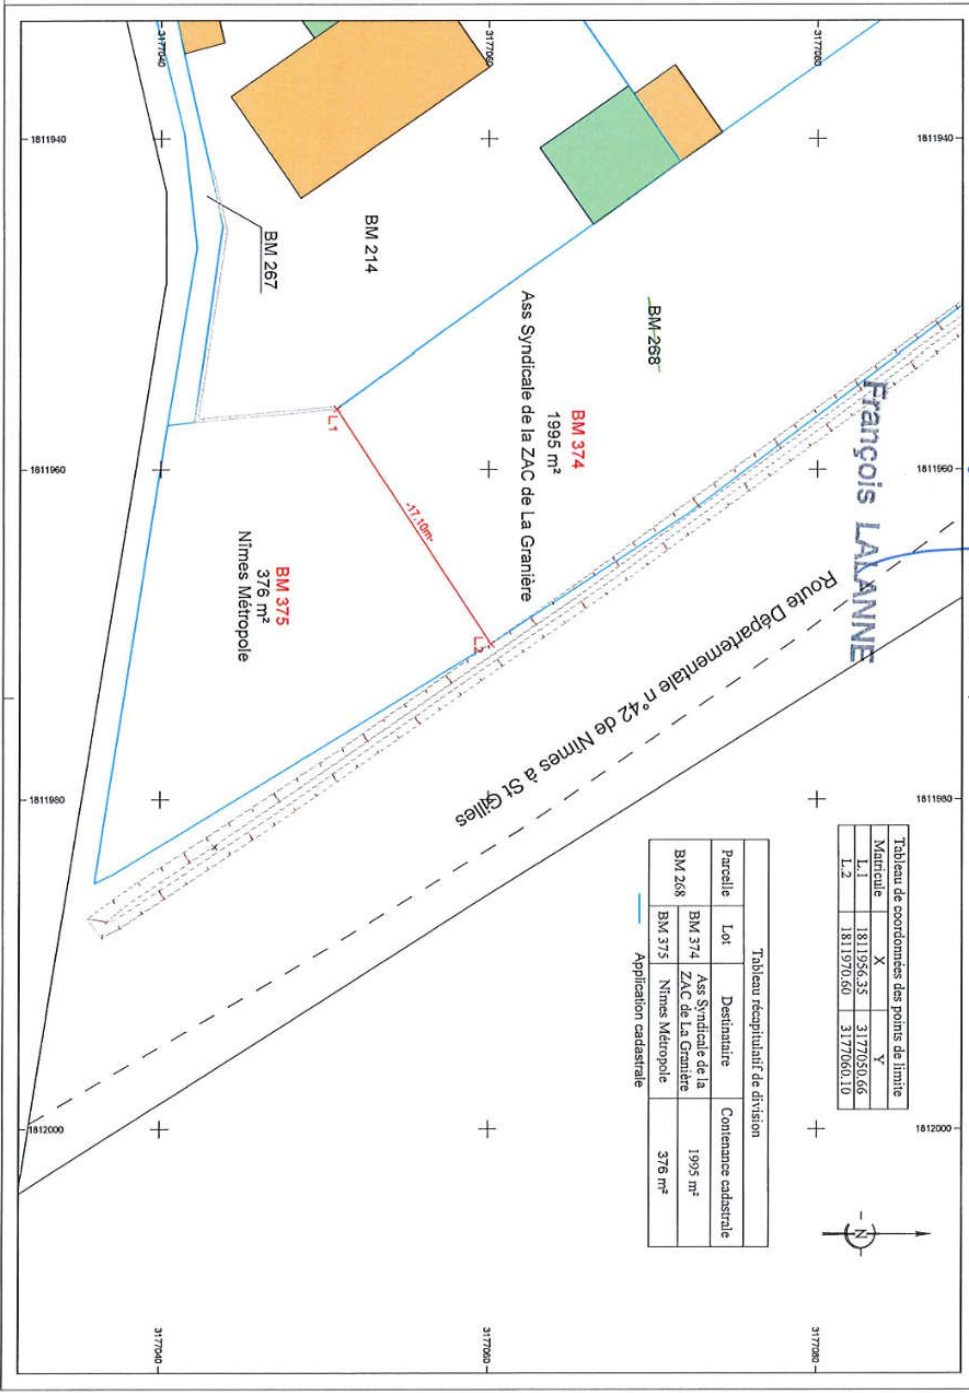 3177040
3177060
3177080
1811940
1811940
BM 267
BM 214
BM 268
Ass Syndicale de la ZAC de La Granière
BM 374
1995 m²
François LALANNE
L.1
1811960
1811960
-17.10m-
L.2
BM 375
376 m²
Nîmes Métropole
Route Départementale n°42 de Nîmes à St Gilles
1811980
1811980
Tableau de coordonnées des points de limite
Matricule X Y
L.1 1811956.35 3177050.66
L.2 1811970.60 3177060.10
Tableau récapitulatif de division
Parcelle Lot Destinataire Contenance cadastrale
BM 268 BM 374 Ass Syndicale de la
ZAC de La Granière 1995 m²
BM 375 Nîmes Métropole 376 m²
Application cadastrale
1812000
1812000
N
3177040
3177060
3177080